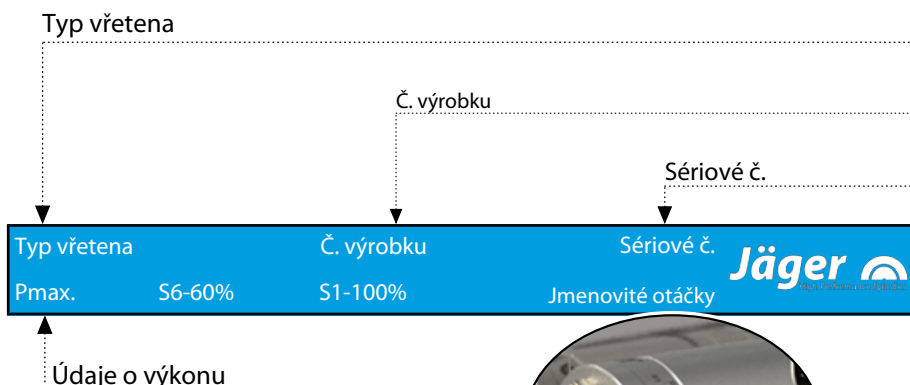 Typ vřetena
Č. výrobku
Sériové č.
Typ vřetena Č. výrobku Sériové č.
Jäger
Pmax. S6-60% S1-100% Jmenovité otáčky
Údaje o výkonu